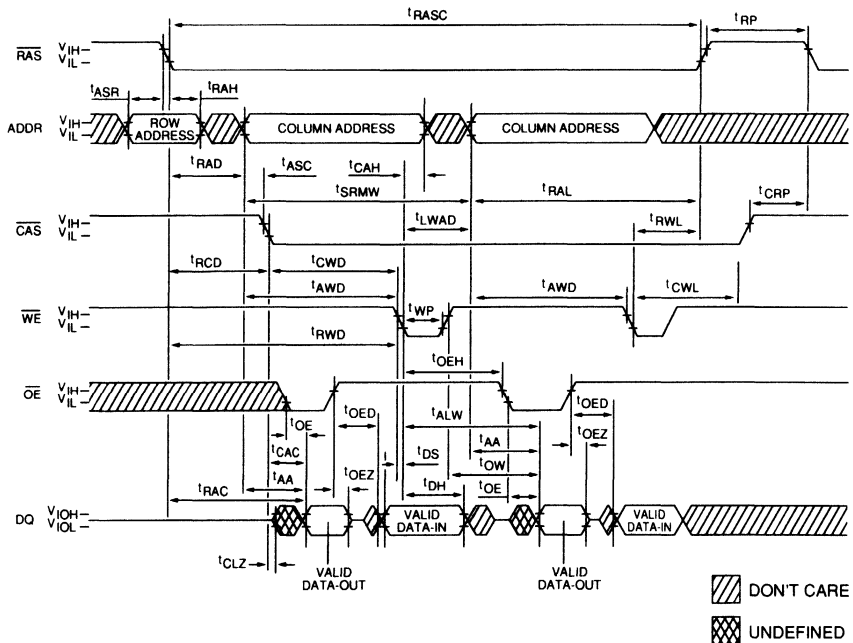 tRASC
tRP
RAS
VIH
VIL
tASR
tRAH
ADDR
VIH
VIL
ROW ADDRESS
COLUMN ADDRESS
COLUMN ADDRESS
tRAD
tASC
tCAH
tSRMW
tRAL
tCRP
CAS
VIH
VIL
tLWAD
tRWL
tRCD
tCWD
tAWD
tWP
tAWD
tCWL
WE
VIH
VIL
tRWD
tOEH
OE
VIH
VIL
tOE
tOED
tALW
tOED
tCAC
tDS
tAA
tOEZ
tAA
tOEZ
tOW
tRAC
tDH
tOE
DQ
VIOH
VIOL
VALID DATA-IN
VALID DATA-IN
tCLZ
VALID DATA-OUT
VALID DATA-OUT
DON'T CARE
UNDEFINED